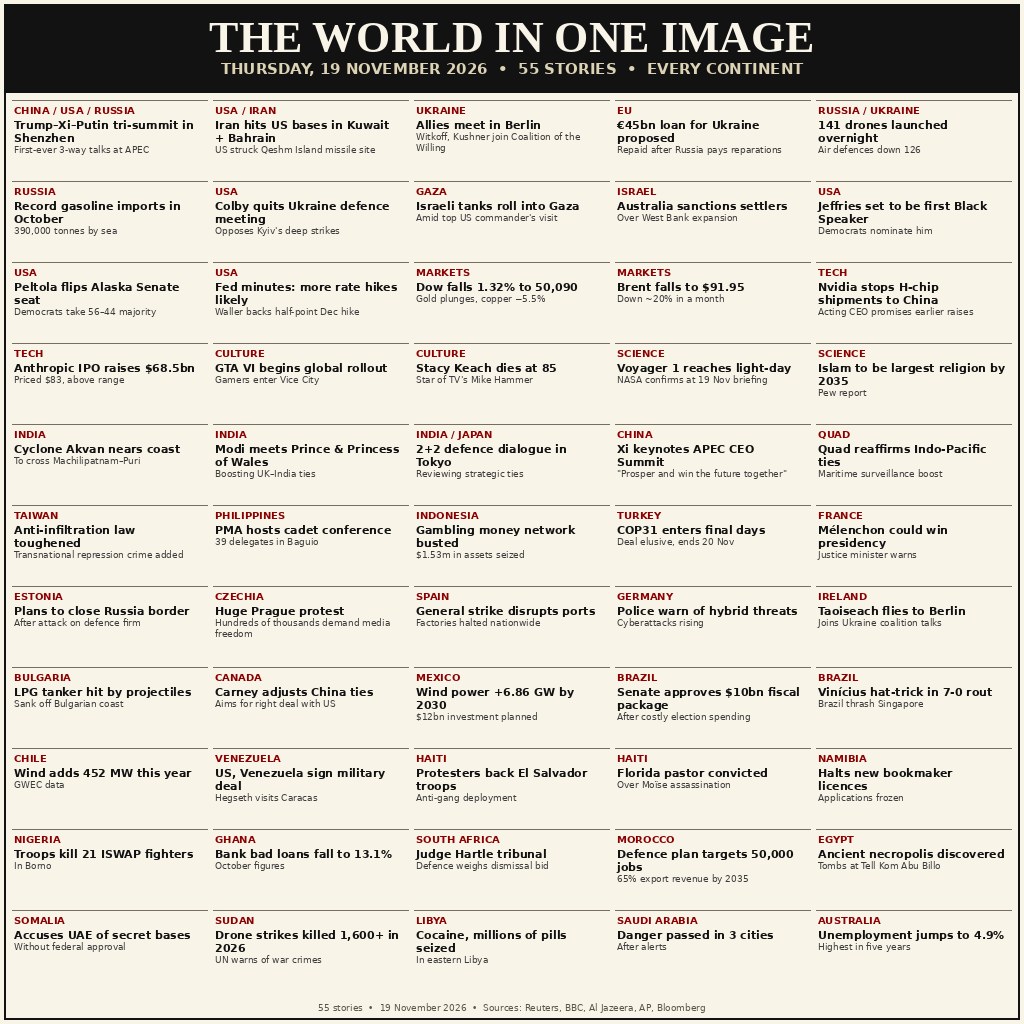 THE WORLD IN ONE IMAGE
THURSDAY, 19 NOVEMBER 2026 • 55 STORIES • EVERY CONTINENT
CHINA / USA / RUSSIA
Trump–Xi–Putin tri-summit in
Shenzhen
First-ever 3-way talks at APEC
USA / IRAN
Iran hits US bases in Kuwait
+ Bahrain
US struck Qeshm Island missile site
UKRAINE
Allies meet in Berlin
Witkoff, Kushner join Coalition of the
Willing
EU
€45bn loan for Ukraine
proposed
Repaid after Russia pays reparations
RUSSIA / UKRAINE
141 drones launched
overnight
Air defences down 126
RUSSIA
Record gasoline imports in
October
390,000 tonnes by sea
USA
Colby quits Ukraine defence
meeting
Opposes Kyiv's deep strikes
GAZA
Israeli tanks roll into Gaza
Amid top US commander's visit
ISRAEL
Australia sanctions settlers
Over West Bank expansion
USA
Jeffries set to be first Black
Speaker
Democrats nominate him
USA
Peltola flips Alaska Senate
seat
Democrats take 56–44 majority
USA
Fed minutes: more rate hikes
likely
Waller backs half-point Dec hike
MARKETS
Dow falls 1.32% to 50,090
Gold plunges, copper −5.5%
MARKETS
Brent falls to $91.95
Down ~20% in a month
TECH
Nvidia stops H-chip
shipments to China
Acting CEO promises earlier raises
TECH
Anthropic IPO raises $68.5bn
Priced $83, above range
CULTURE
GTA VI begins global rollout
Gamers enter Vice City
CULTURE
Stacy Keach dies at 85
Star of TV's Mike Hammer
SCIENCE
Voyager 1 reaches light-day
NASA confirms at 19 Nov briefing
SCIENCE
Islam to be largest religion by
2035
Pew report
INDIA
Cyclone Akvan nears coast
To cross Machilipatnam–Puri
INDIA
Modi meets Prince & Princess
of Wales
Boosting UK–India ties
INDIA / JAPAN
2+2 defence dialogue in
Tokyo
Reviewing strategic ties
CHINA
Xi keynotes APEC CEO
Summit
"Prosper and win the future together"
QUAD
Quad reaffirms Indo-Pacific
ties
Maritime surveillance boost
TAIWAN
Anti-infiltration law
toughened
Transnational repression crime added
PHILIPPINES
PMA hosts cadet conference
39 delegates in Baguio
INDONESIA
Gambling money network
busted
$1.53m in assets seized
TURKEY
COP31 enters final days
Deal elusive, ends 20 Nov
FRANCE
Mélenchon could win
presidency
Justice minister warns
ESTONIA
Plans to close Russia border
After attack on defence firm
CZECHIA
Huge Prague protest
Hundreds of thousands demand media
freedom
SPAIN
General strike disrupts ports
Factories halted nationwide
GERMANY
Police warn of hybrid threats
Cyberattacks rising
IRELAND
Taoiseach flies to Berlin
Joins Ukraine coalition talks
BULGARIA
LPG tanker hit by projectiles
Sank off Bulgarian coast
CANADA
Carney adjusts China ties
Aims for right deal with US
MEXICO
Wind power +6.86 GW by
2030
$12bn investment planned
BRAZIL
Senate approves $10bn fiscal
package
After costly election spending
BRAZIL
Vinícius hat-trick in 7-0 rout
Brazil thrash Singapore
CHILE
Wind adds 452 MW this year
GWEC data
VENEZUELA
US, Venezuela sign military
deal
Hegseth visits Caracas
HAITI
Protesters back El Salvador
troops
Anti-gang deployment
HAITI
Florida pastor convicted
Over Moïse assassination
NAMIBIA
Halts new bookmaker
licences
Applications frozen
NIGERIA
Troops kill 21 ISWAP fighters
In Borno
GHANA
Bank bad loans fall to 13.1%
October figures
SOUTH AFRICA
Judge Hartle tribunal
Defence weighs dismissal bid
MOROCCO
Defence plan targets 50,000
jobs
65% export revenue by 2035
EGYPT
Ancient necropolis discovered
Tombs at Tell Kom Abu Billo
SOMALIA
Accuses UAE of secret bases
Without federal approval
SUDAN
Drone strikes killed 1,600+ in
2026
UN warns of war crimes
LIBYA
Cocaine, millions of pills
seized
In eastern Libya
SAUDI ARABIA
Danger passed in 3 cities
After alerts
AUSTRALIA
Unemployment jumps to 4.9%
Highest in five years
55 stories • 19 November 2026 • Sources: Reuters, BBC, Al Jazeera, AP, Bloomberg